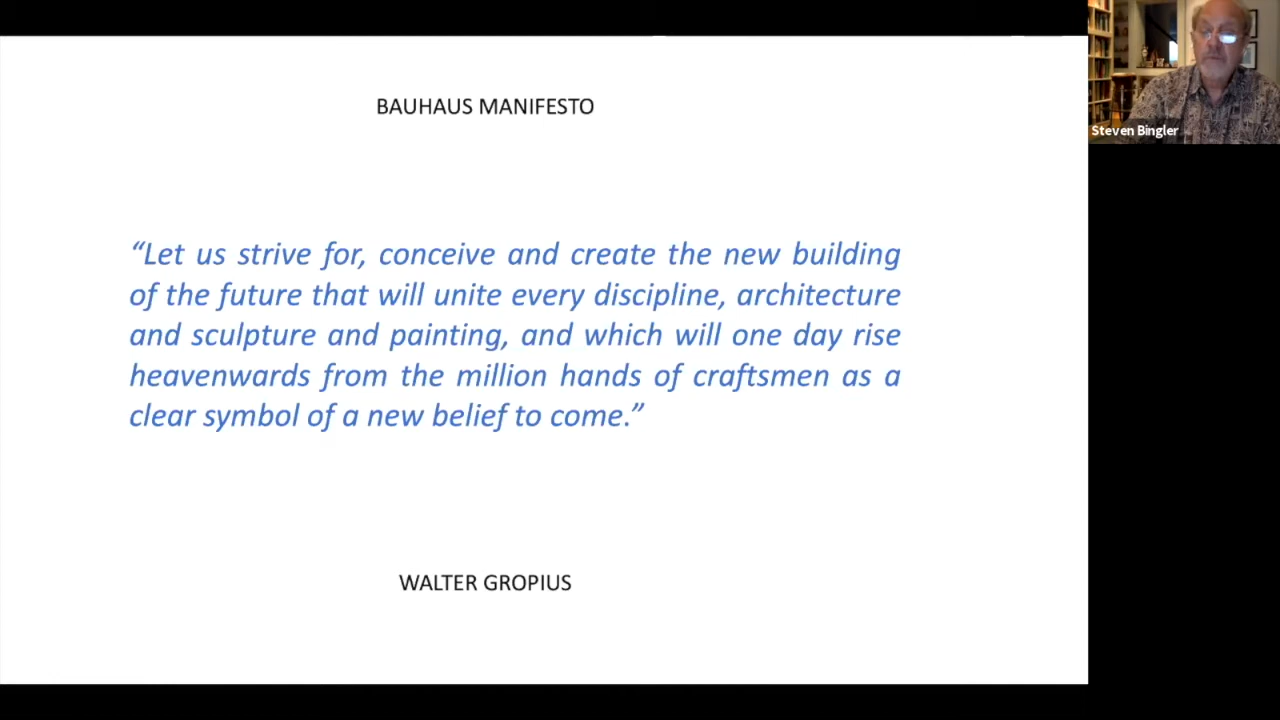 BAUHAUS MANIFESTO
Steven Bingler
“Let us strive for, conceive and create the new building
of the future that will unite every discipline, architecture
and sculpture and painting, and which will one day rise
heavenwards from the million hands of craftsmen as a
clear symbol of a new belief to come.”
WALTER GROPIUS